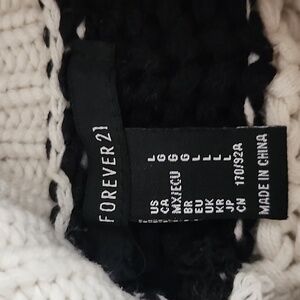 FOREVER 21
US L
CA G
MX/ECU G
BR G
EU L
UK L
KR L
JP L
CN 170/92A
MADE IN CHINA